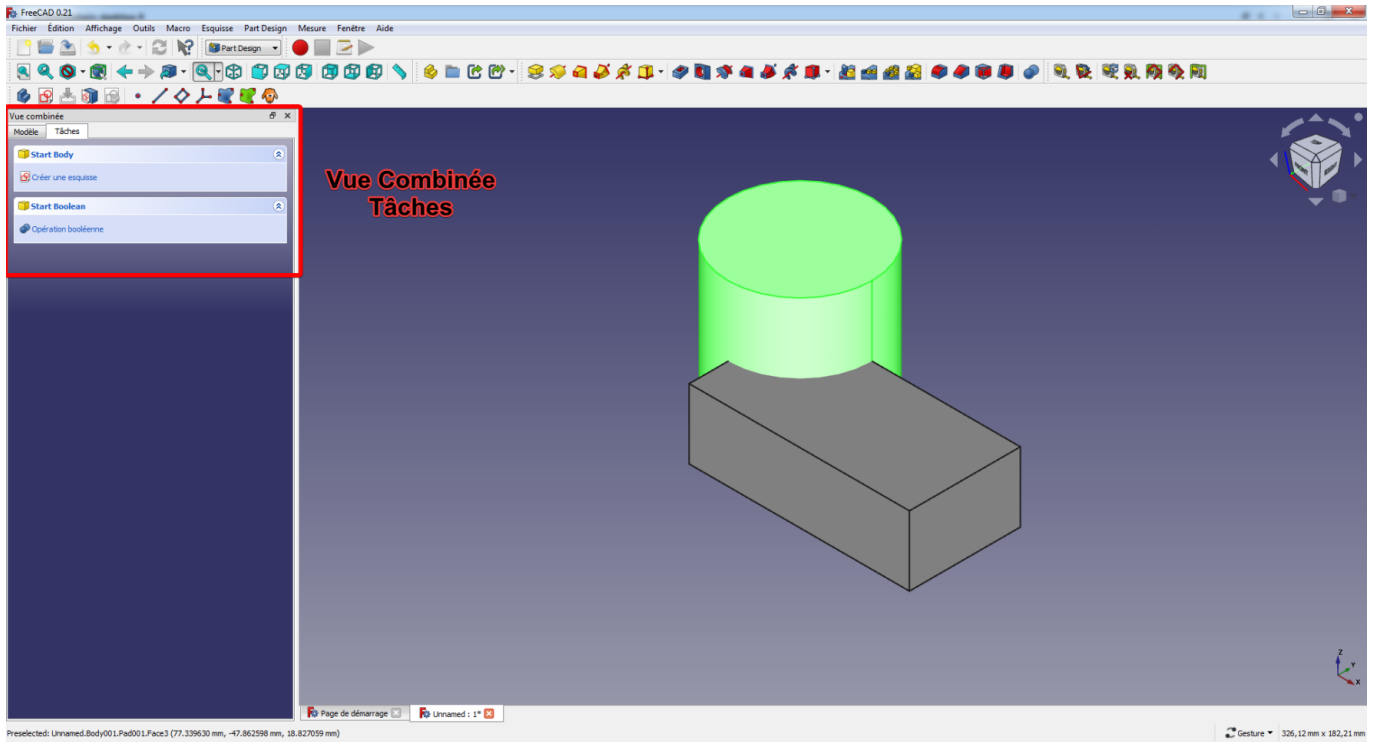 FreeCAD 0.21
Fichier Édition Affichage Outils Macro Esquisse Part Design Mesure Fenêtre Aide
Part Design
Vue combinée
Modèle Tâches
Start Body
Créer une esquisse
Start Boolean
Opération booléenne
Vue Combinée
Tâches
Z
Y
X
Page de démarrage Unnamed : 1*
Preselected: Unnamed.Body001.Pad001.Face3 (77.339630 mm, -47.862598 mm, 18.827059 mm) Gesture 326,12 mm x 182,21 mm